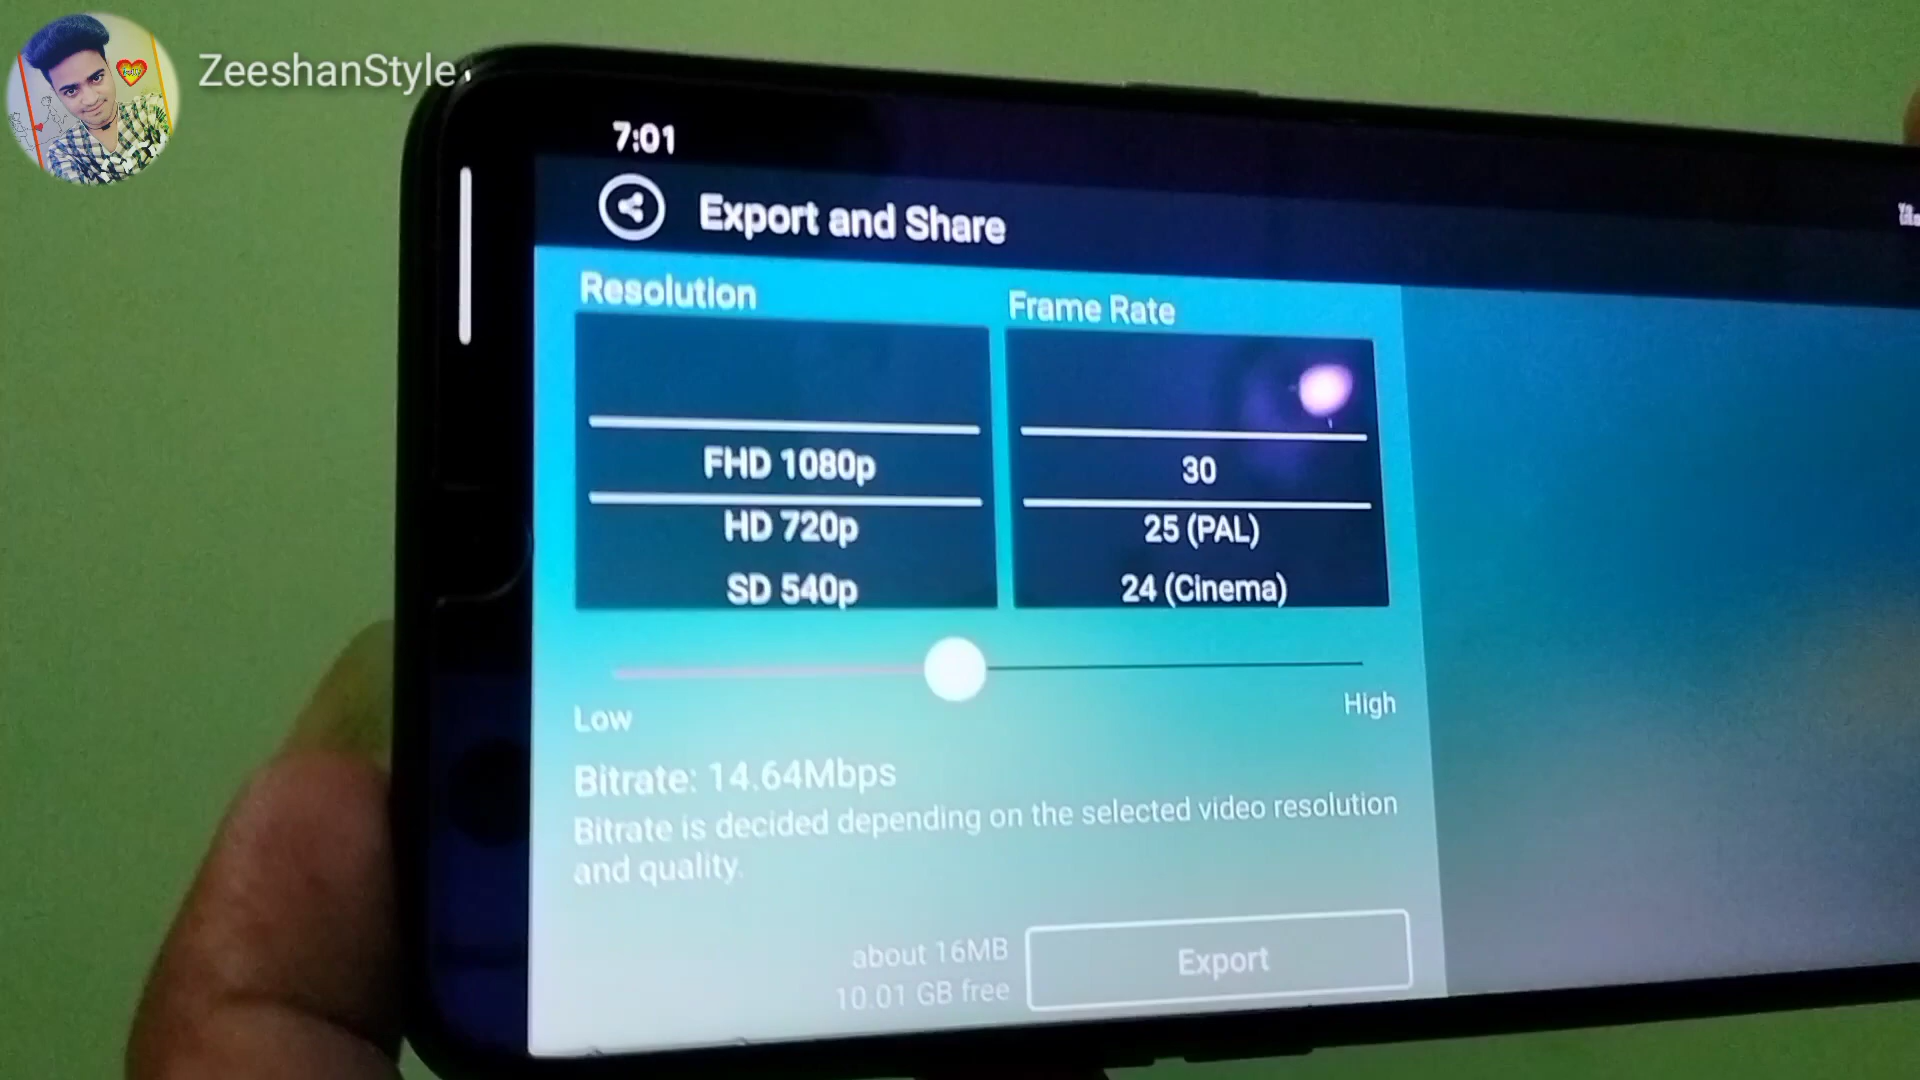 ZeeshanStyle
7:01
Export and Share
Resolution
Frame Rate
FHD 1080p
HD 720p
SD 540p
30
25 (PAL)
24 (Cinema)
Low
High
Bitrate: 14.64Mbps
Bitrate is decided depending on the selected video resolution
and quality.
about 16MB
10.01 GB free
Export